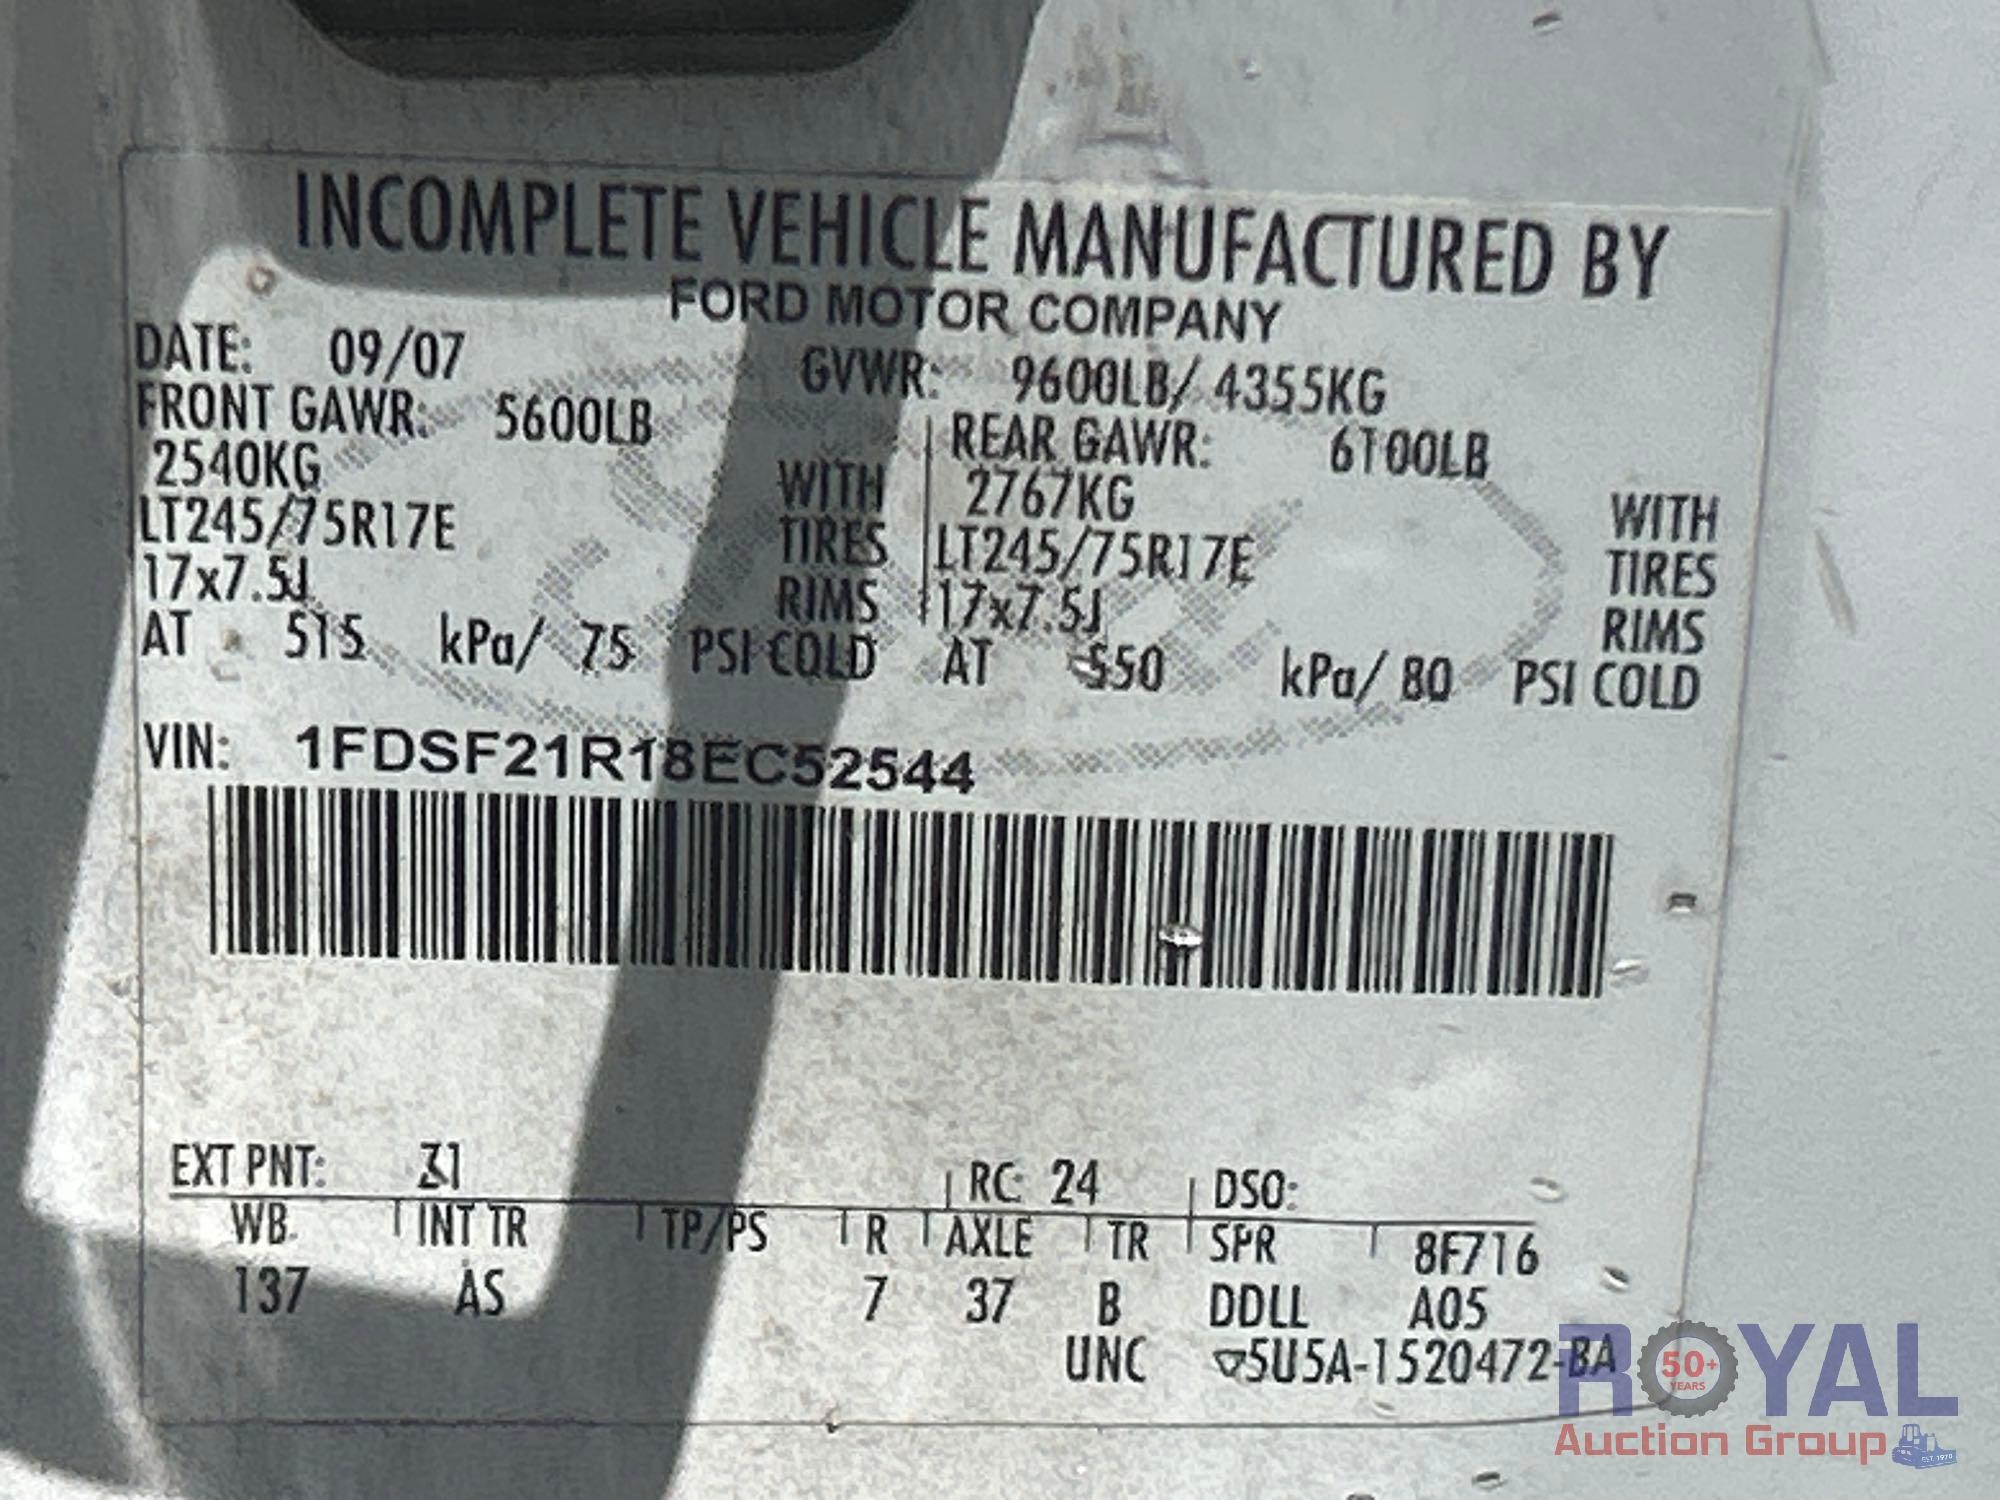 INCOMPLETE VEHICLE MANUFACTURED BY
FORD MOTOR COMPANY
DATE: 09/07 GVWR: 9600LB/ 4355KG
FRONT GAWR: 5600LB REAR GAWR: 6100LB
2540KG WITH 2767KG WITH
LT245/75R17E TIRES LT245/75R17E TIRES
17x7.5J RIMS 17x7.5J RIMS
AT 515 kPa/ 75 PSI COLD AT 550 kPa/ 80 PSI COLD
VIN: 1FDSF21R18EC52544
EXT PNT: Z1 RC: 24 DSO:
WB INT TR TP/PS R AXLE TR SPR 8F716
137 AS 7 37 B DDLL A05
UNC ▽5U5A-1520472-BA
ROYAL
50+
YEARS
Auction Group
EST. 1970